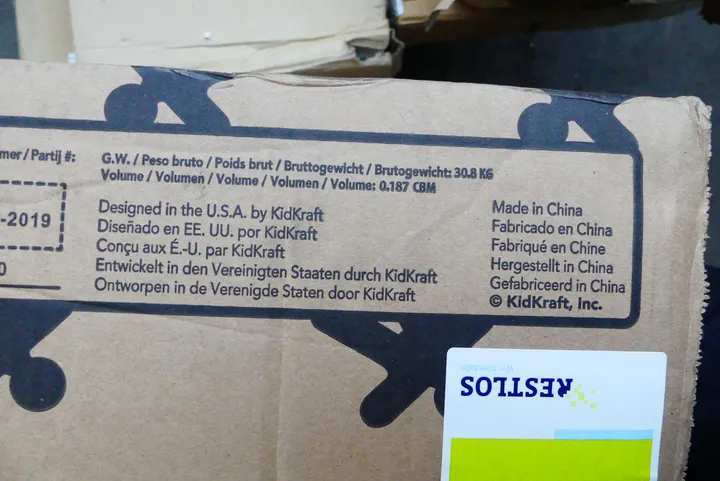 mer / Partij #:
-2019
0
G.W. / Peso bruto / Poids brut / Bruttogewicht / Brutogewicht: 30.8 KG
Volume / Volumen / Volume / Volumen / Volume: 0.187 CBM
Designed in the U.S.A. by KidKraft
Diseñado en EE. UU. por KidKraft
Conçu aux É.-U. par KidKraft
Entwickelt in den Vereinigten Staaten durch KidKraft
Ontworpen in de Verenigde Staten door KidKraft
Made in China
Fabricado en China
Fabriqué en Chine
Hergestellt in China
Gefabriceerd in China
© KidKraft, Inc.
Wir handeln
RESTLOS